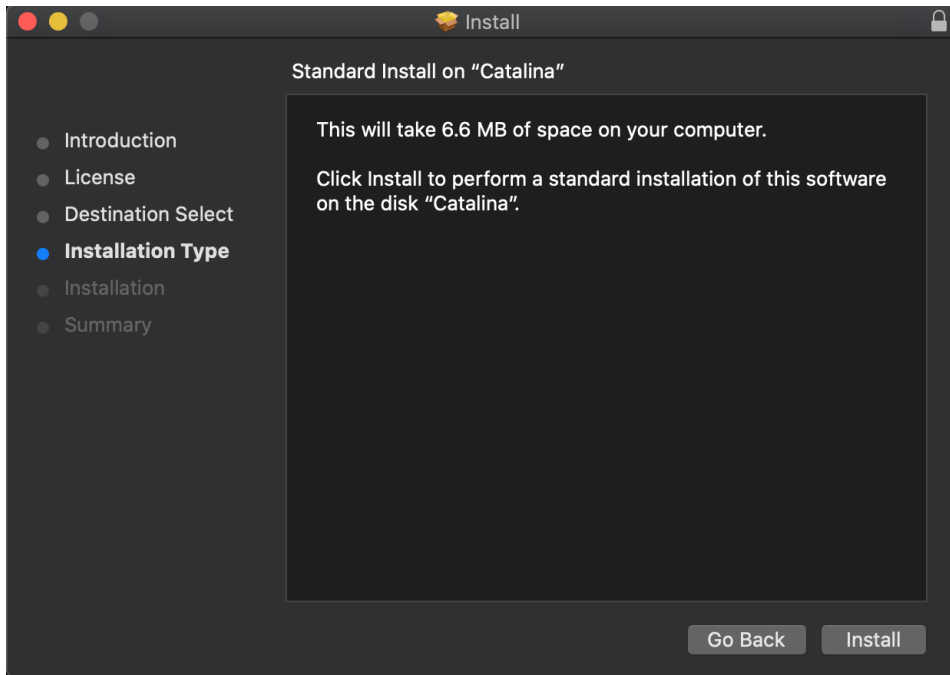 Install
Standard Install on “Catalina”
Introduction
License
Destination Select
Installation Type
Installation
Summary
This will take 6.6 MB of space on your computer.
Click Install to perform a standard installation of this software
on the disk “Catalina”.
Go Back
Install